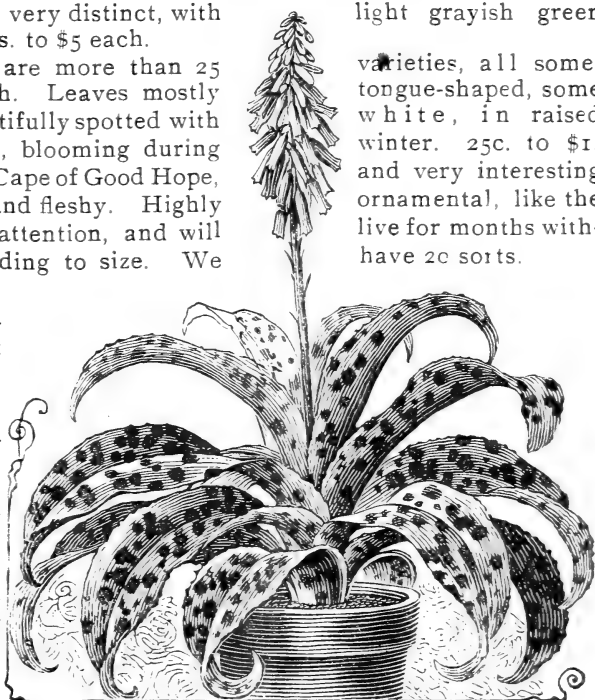 very distinct, with light grayish green
s. to $5 each.
are more than 25 varieties, all some
h. Leaves mostly tongue-shaped, some
tifully spotted with white, in raised
, blooming during winter. 25c. to $1
Cape of Good Hope, and very interesting
nd fleshy. Highly ornamental, like the
attention, and will live for months with-
ding to size. We have 20 sorts.